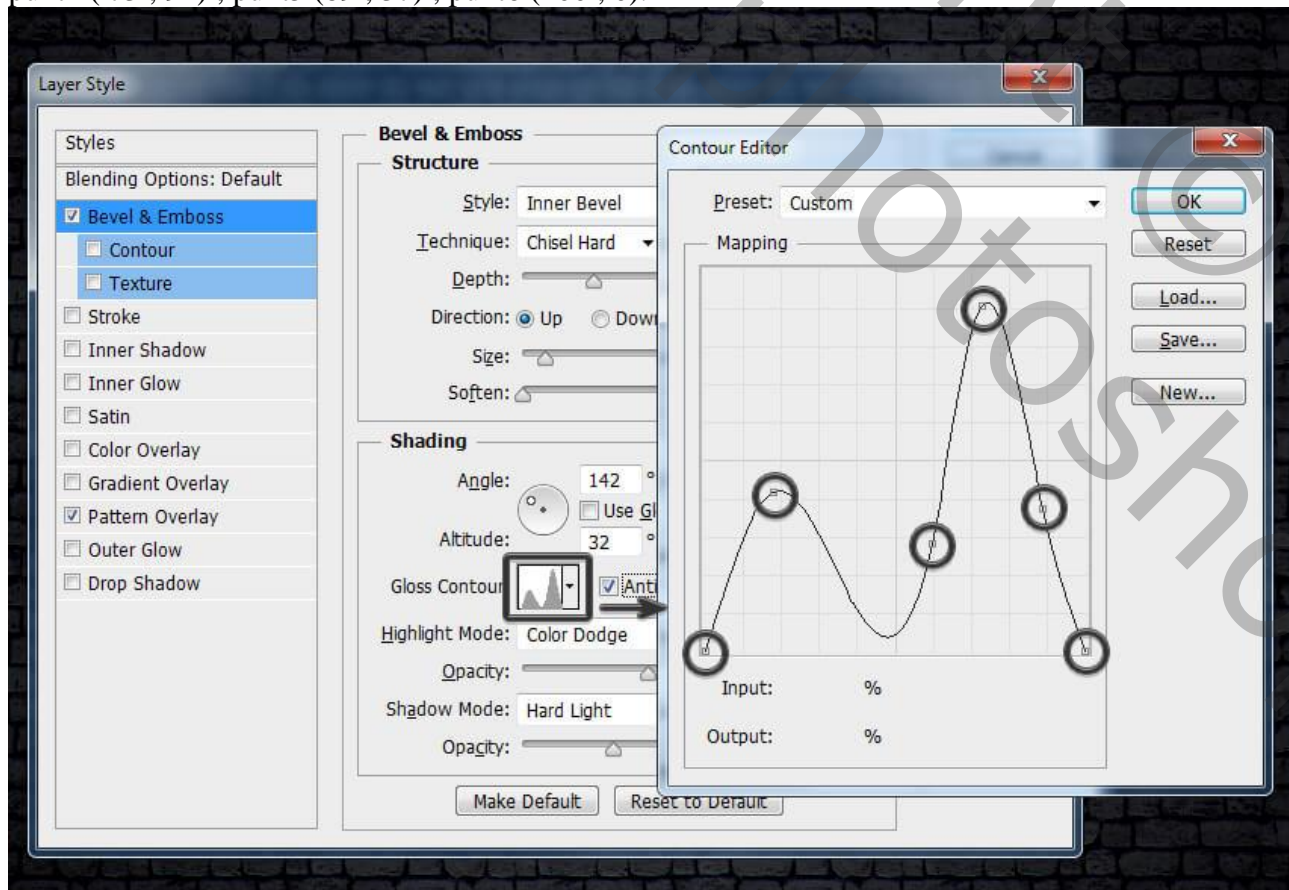 Layer Style
Styles
Blending Options: Default
Bevel & Emboss
Contour
Texture
Stroke
Inner Shadow
Inner Glow
Satin
Color Overlay
Gradient Overlay
Pattern Overlay
Outer Glow
Drop Shadow
Bevel & Emboss
Structure
Style: Inner Bevel
Technique: Chisel Hard
Depth:
Direction: Up Down
Size:
Soften:
Shading
Angle: 142 °
Use Gl
Altitude: 32 °
Gloss Contour Anti
Highlight Mode: Color Dodge
Opacity:
Shadow Mode: Hard Light
Opacity:
Make Default Reset to Default
Contour Editor
Preset: Custom
Mapping
Input: %
Output: %
OK
Reset
Load...
Save...
New...